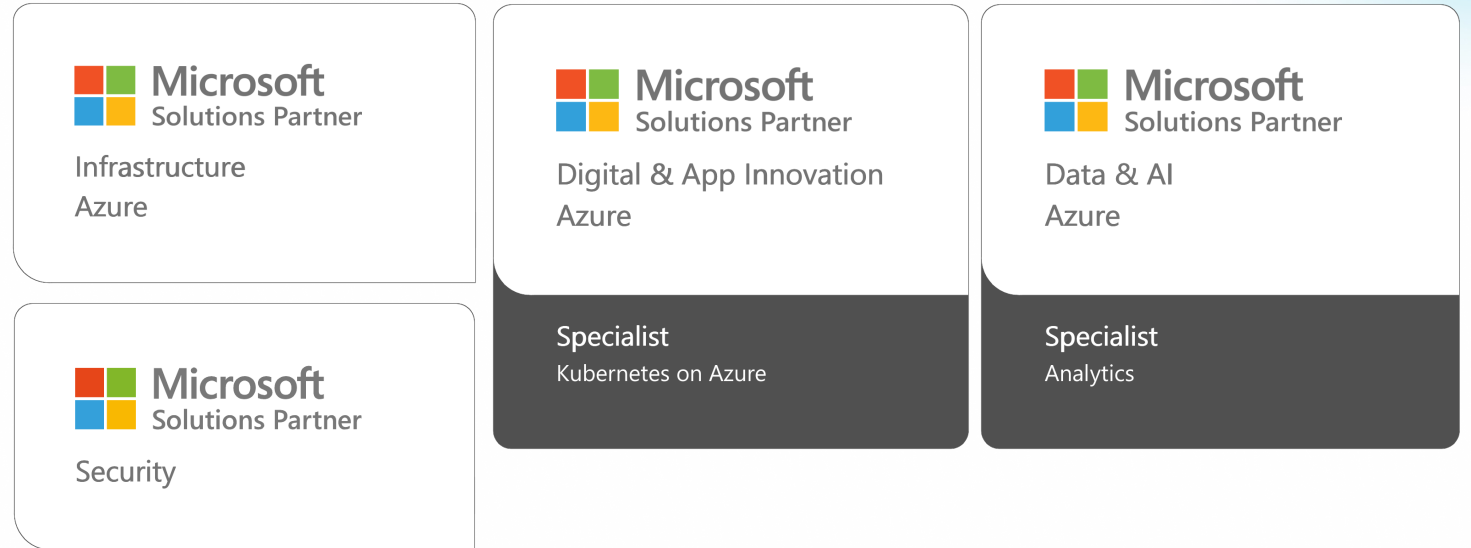 Microsoft
Solutions Partner
Infrastructure
Azure
Microsoft
Solutions Partner
Security
Microsoft
Solutions Partner
Digital & App Innovation
Azure
Specialist
Kubernetes on Azure
Microsoft
Solutions Partner
Data & AI
Azure
Specialist
Analytics